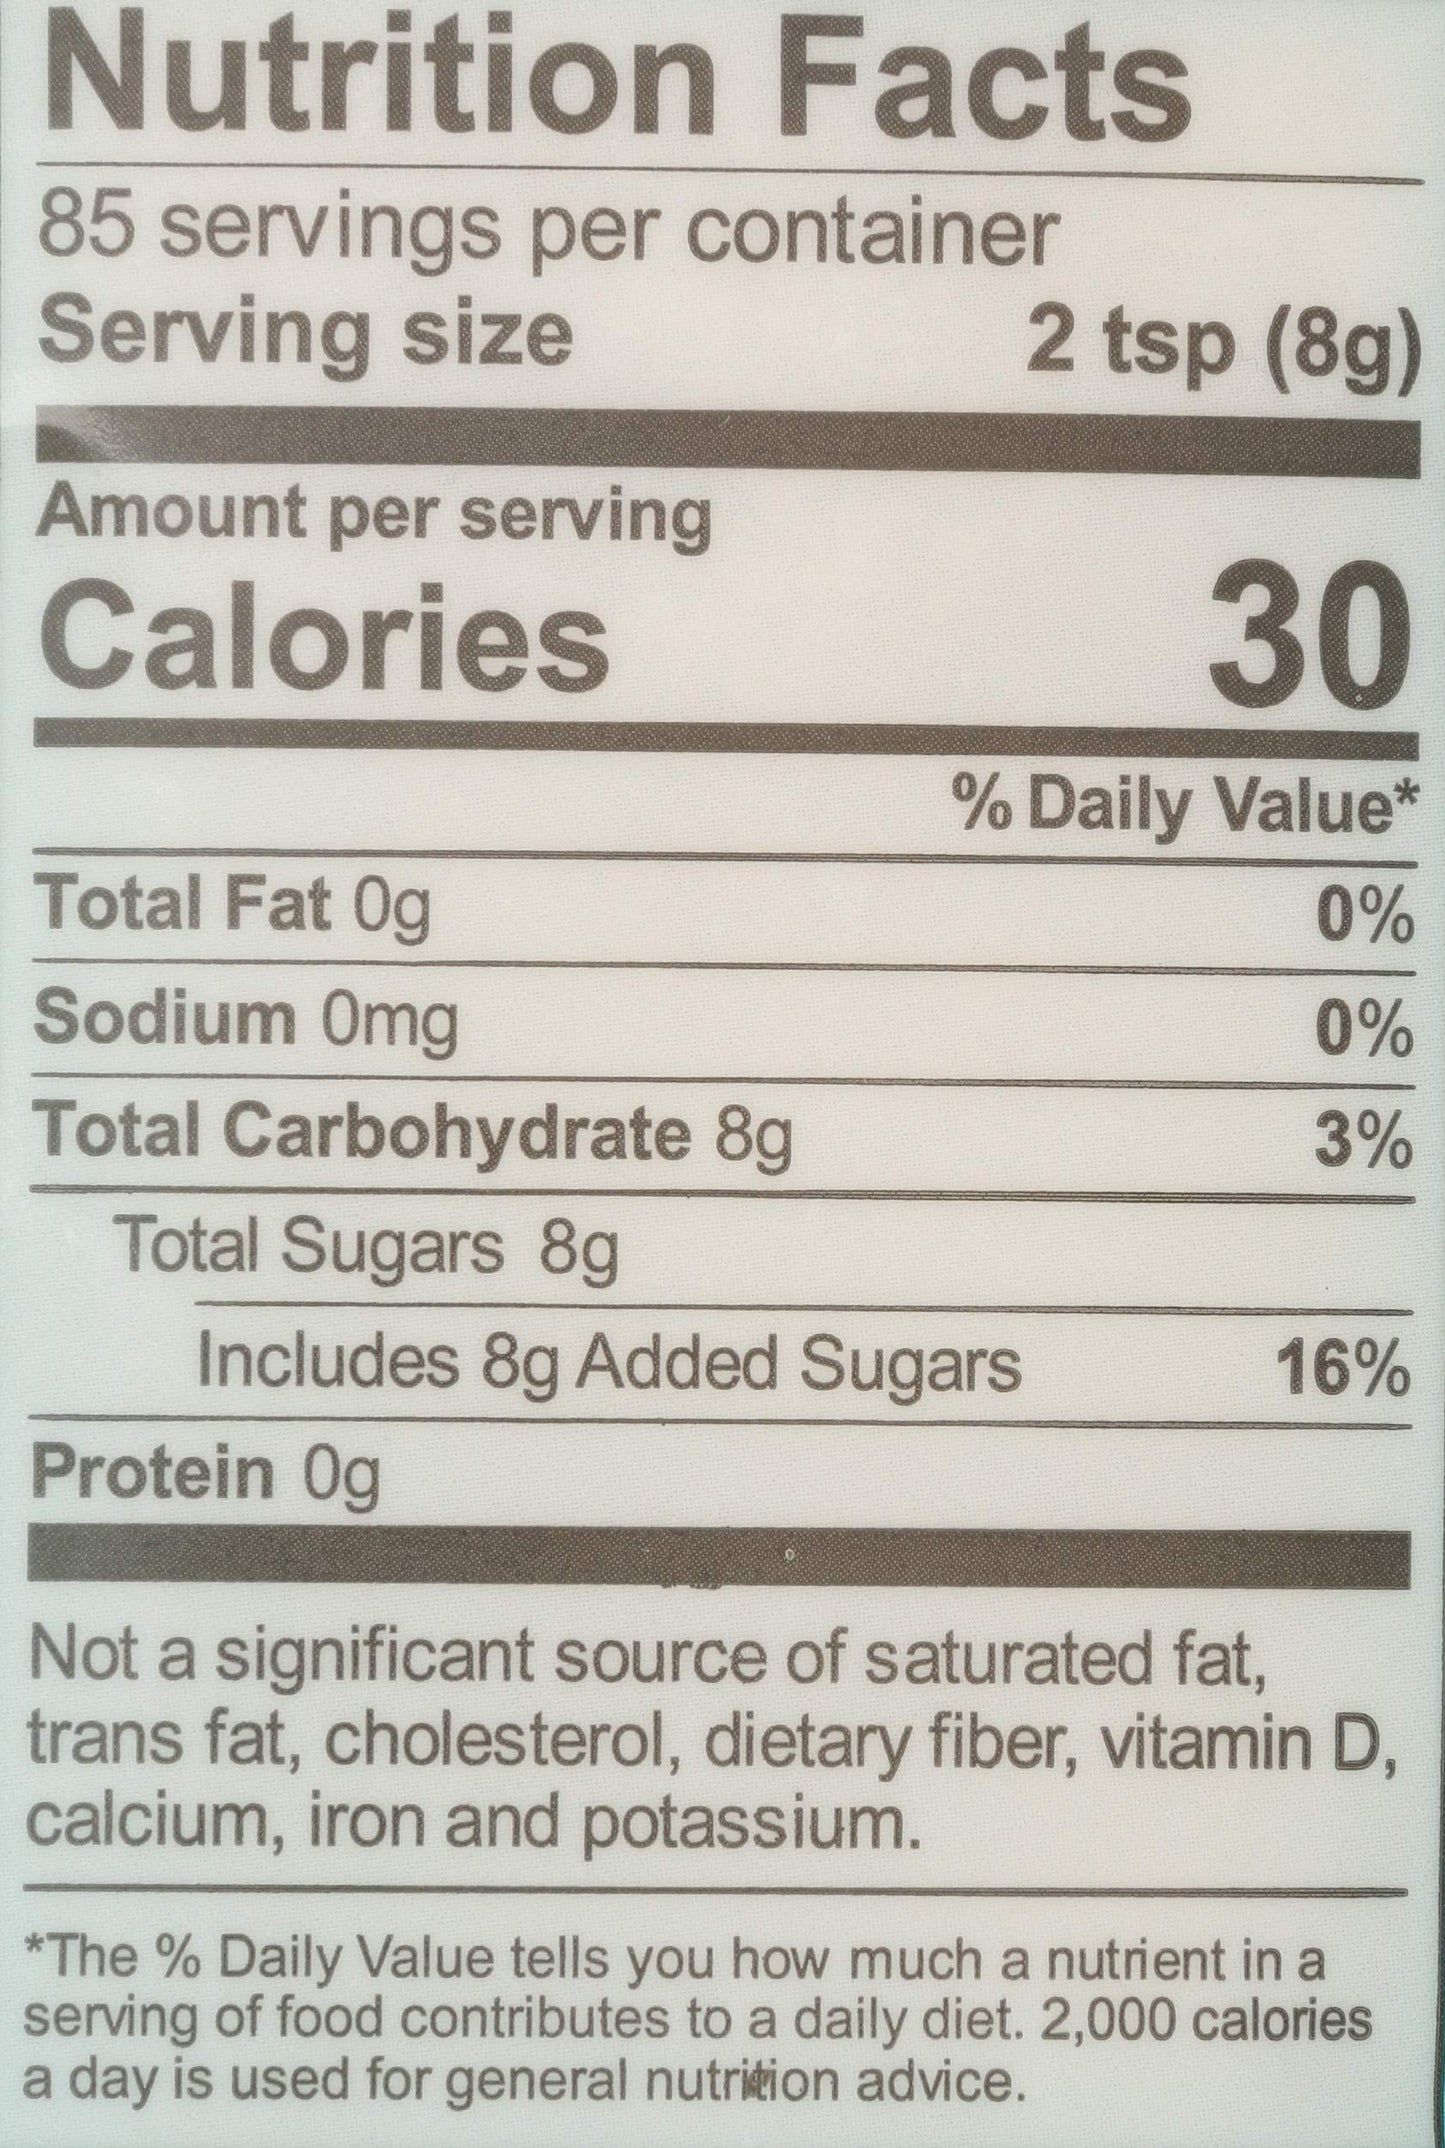 Nutrition Facts
85 servings per container
Serving size 2 tsp (8g)
Amount per serving
Calories 30
% Daily Value*
Total Fat 0g 0%
Sodium 0mg 0%
Total Carbohydrate 8g 3%
Total Sugars 8g
Includes 8g Added Sugars 16%
Protein 0g
Not a significant source of saturated fat,
trans fat, cholesterol, dietary fiber, vitamin D,
calcium, iron and potassium.
*The % Daily Value tells you how much a nutrient in a
serving of food contributes to a daily diet. 2,000 calories
a day is used for general nutrition advice.